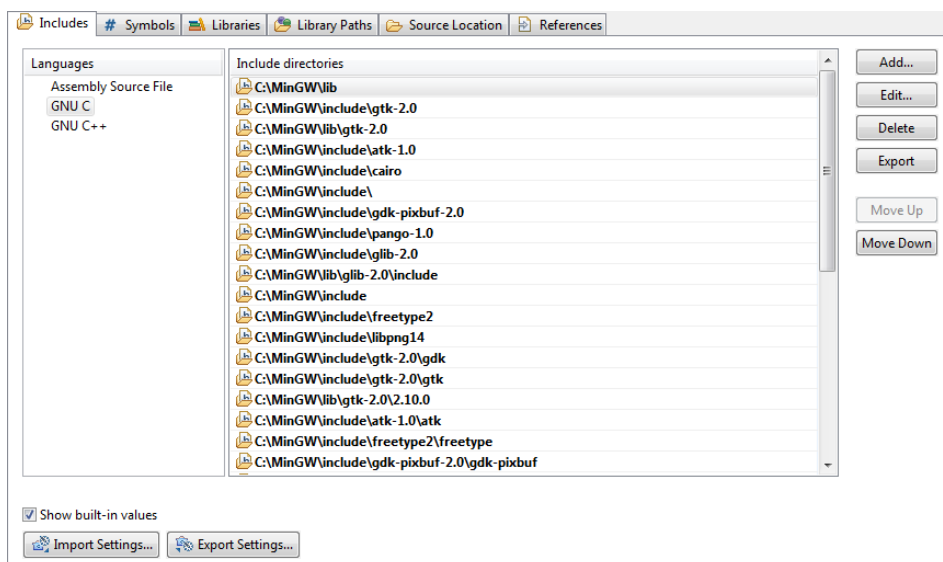 Includes # Symbols Libraries Library Paths Source Location References
Languages
Assembly Source File
GNU C
GNU C++
Include directories
C:\MinGW\lib
C:\MinGW\include\gtk-2.0
C:\MinGW\lib\gtk-2.0
C:\MinGW\include\atk-1.0
C:\MinGW\include\cairo
C:\MinGW\include\
C:\MinGW\include\gdk-pixbuf-2.0
C:\MinGW\include\pango-1.0
C:\MinGW\include\glib-2.0
C:\MinGW\lib\glib-2.0\include
C:\MinGW\include
C:\MinGW\include\freetype2
C:\MinGW\include\libpng14
C:\MinGW\include\gtk-2.0\gdk
C:\MinGW\include\gtk-2.0\gtk
C:\MinGW\lib\gtk-2.0\2.10.0
C:\MinGW\include\atk-1.0\atk
C:\MinGW\include\freetype2\freetype
C:\MinGW\include\gdk-pixbuf-2.0\gdk-pixbuf
Add...
Edit...
Delete
Export
Move Up
Move Down
Show built-in values
Import Settings... Export Settings...